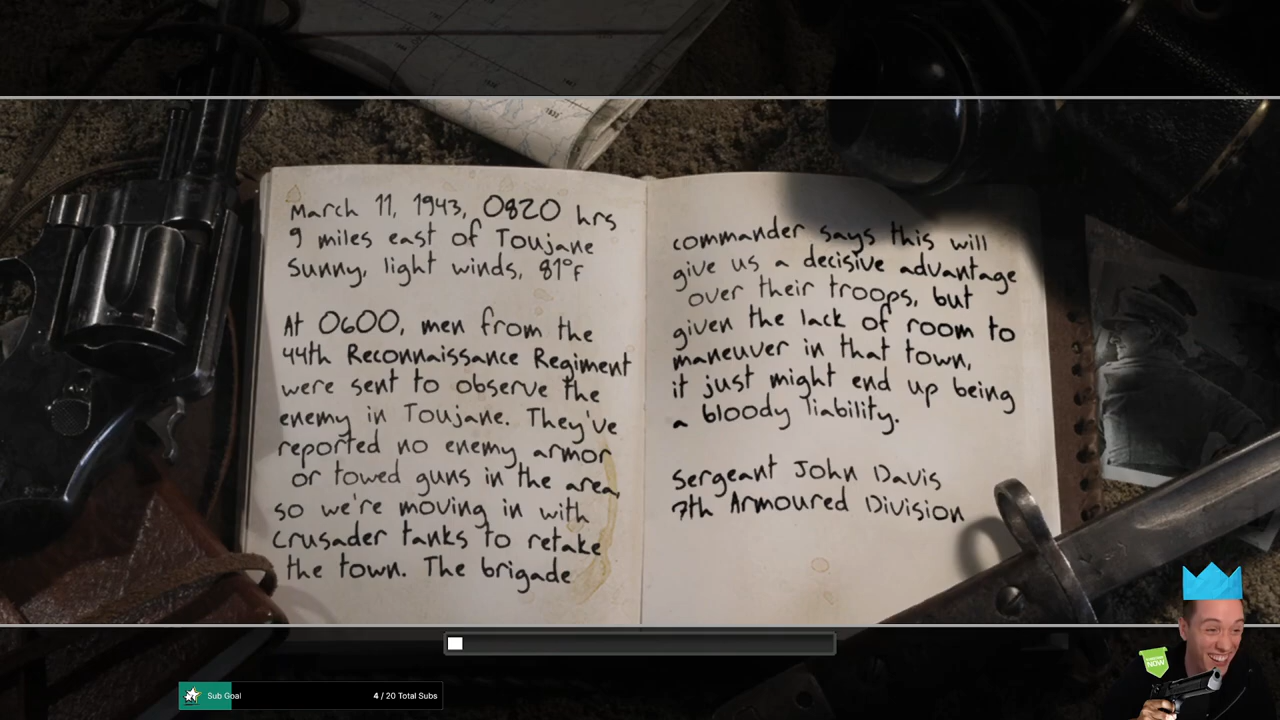 March 11, 1943, 0820 hrs
9 miles east of Toujane
Sunny, light winds, 81°F
At 0600, men from the
44th Reconnaissance Regiment
were sent to observe the
enemy in Toujane. They've
reported no enemy armor
or towed guns in the area,
so we're moving in with
Crusader tanks to retake
the town. The brigade
commander says this will
give us a decisive advantage
over their troops, but
given the lack of room to
maneuver in that town,
it just might end up being
a bloody liability.
Sergeant John Davis
7th Armoured Division
Sub Goal
4 / 20 Total Subs
NOW